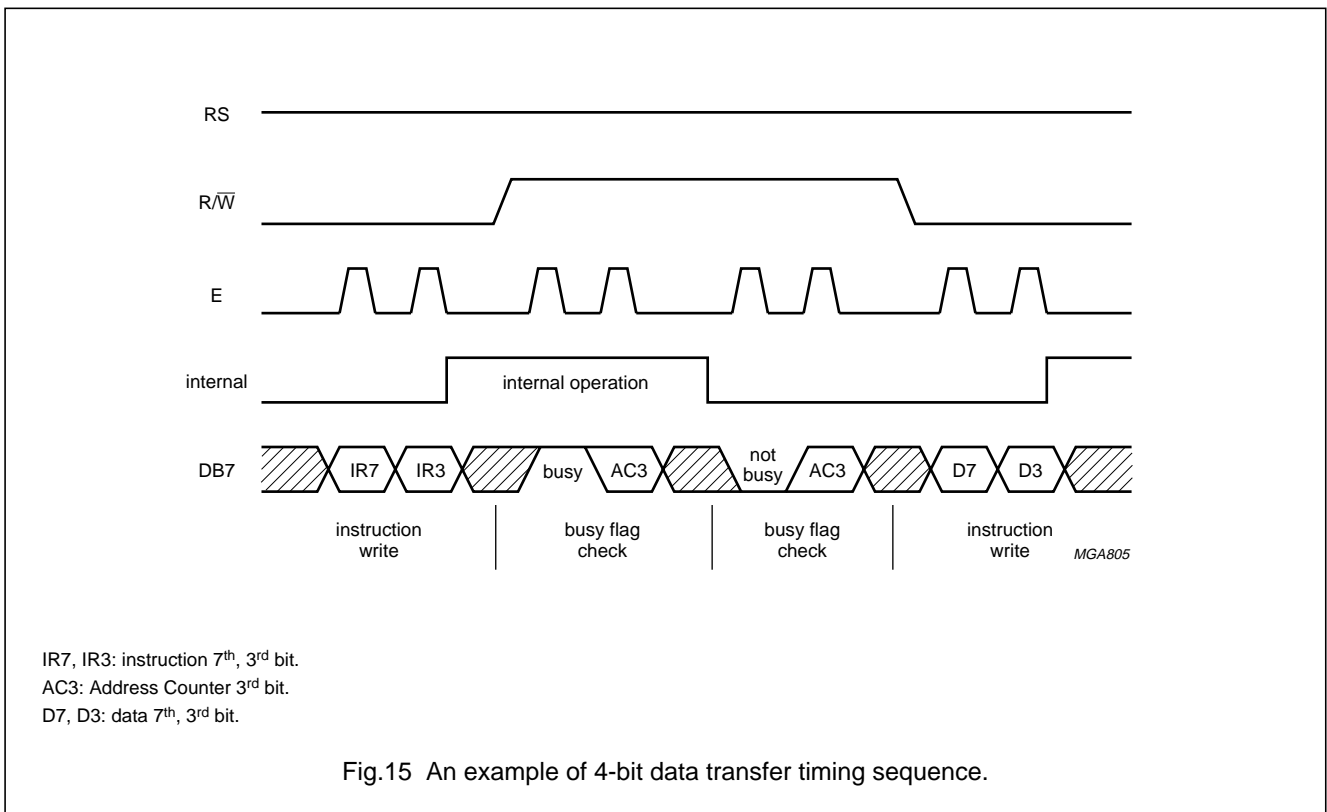 RS
R/W̅
E
internal
internal operation
DB7
IR7 IR3 busy AC3 not busy AC3 D7 D3
instruction write
busy flag check
busy flag check
instruction write
MGA805
IR7, IR3: instruction 7th, 3rd bit.
AC3: Address Counter 3rd bit.
D7, D3: data 7th, 3rd bit.
Fig.15 An example of 4-bit data transfer timing sequence.